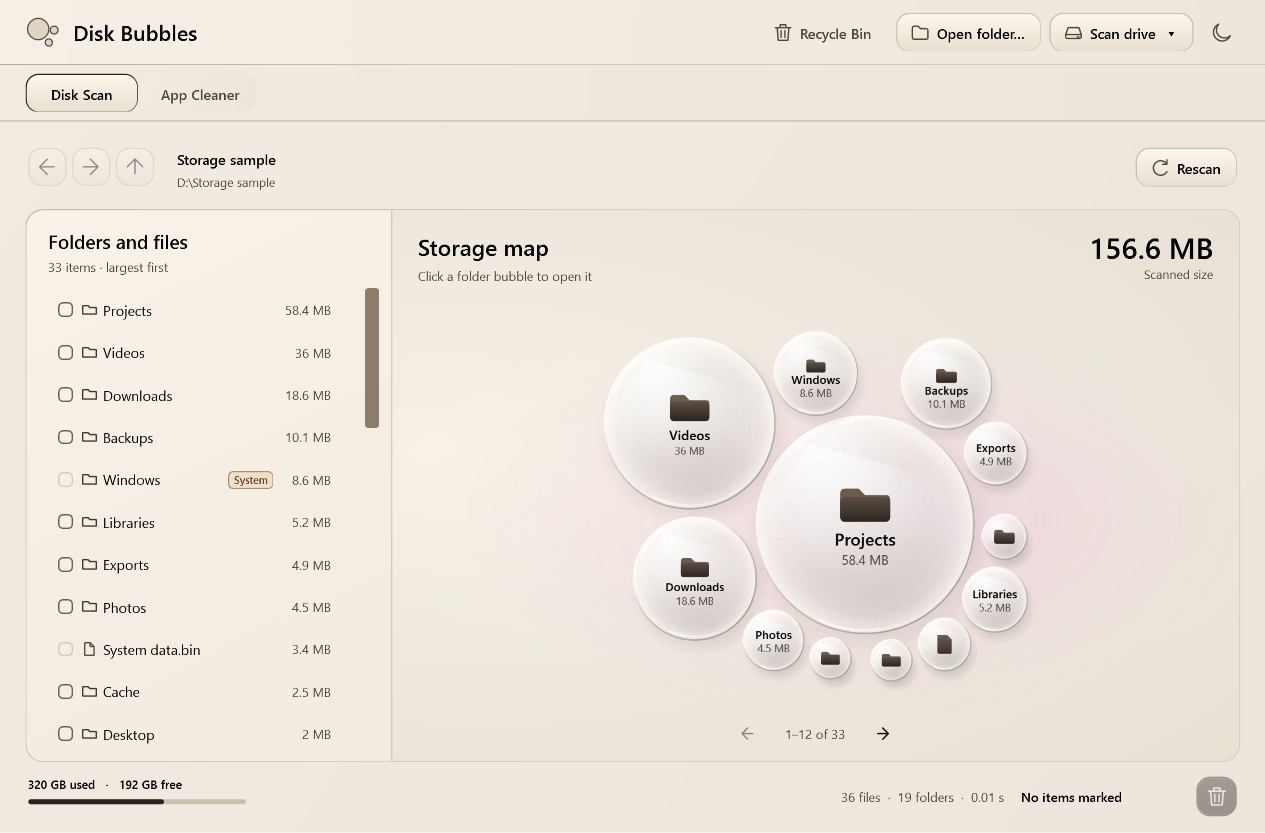 Disk Bubbles
Recycle Bin
Open folder...
Scan drive
Disk Scan
App Cleaner
Storage sample
D:\Storage sample
Rescan
Folders and files
33 items · largest first
Projects 58.4 MB
Videos 36 MB
Downloads 18.6 MB
Backups 10.1 MB
Windows System 8.6 MB
Libraries 5.2 MB
Exports 4.9 MB
Photos 4.5 MB
System data.bin 3.4 MB
Cache 2.5 MB
Desktop 2 MB
Storage map
Click a folder bubble to open it
156.6 MB
Scanned size
Windows
8.6 MB
Backups
10.1 MB
Videos
36 MB
Exports
4.9 MB
Projects
58.4 MB
Downloads
18.6 MB
Libraries
5.2 MB
Photos
4.5 MB
1–12 of 33
320 GB used · 192 GB free
36 files · 19 folders · 0.01 s No items marked